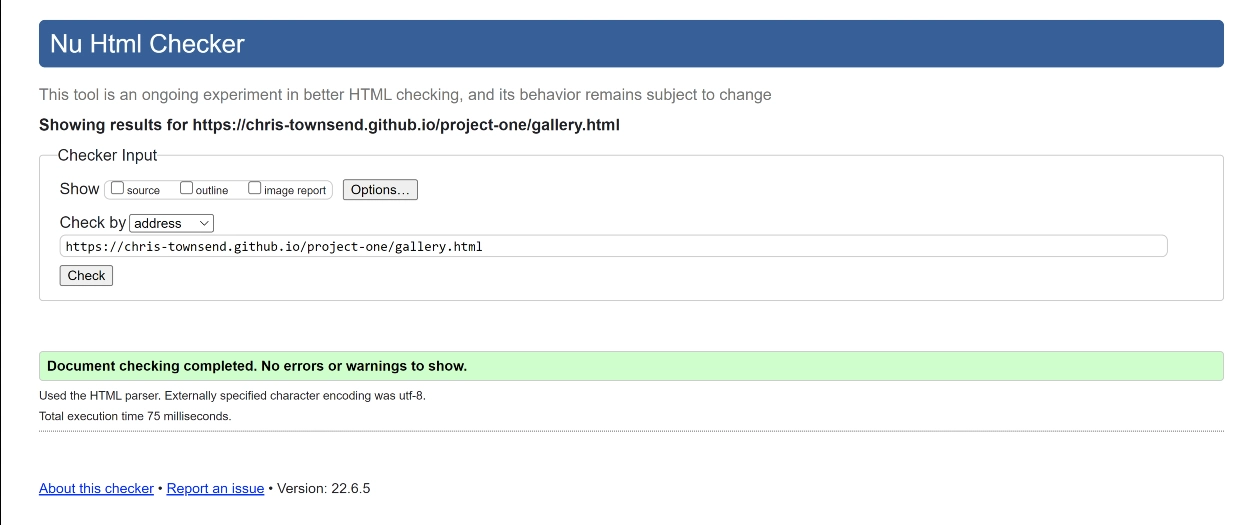 Nu Html Checker
This tool is an ongoing experiment in better HTML checking, and its behavior remains subject to change
Showing results for https://chris-townsend.github.io/project-one/gallery.html
Checker Input
Show source outline image report Options...
Check by address
https://chris-townsend.github.io/project-one/gallery.html
Check
Document checking completed. No errors or warnings to show.
Used the HTML parser. Externally specified character encoding was utf-8.
Total execution time 75 milliseconds.
About this checker • Report an issue • Version: 22.6.5